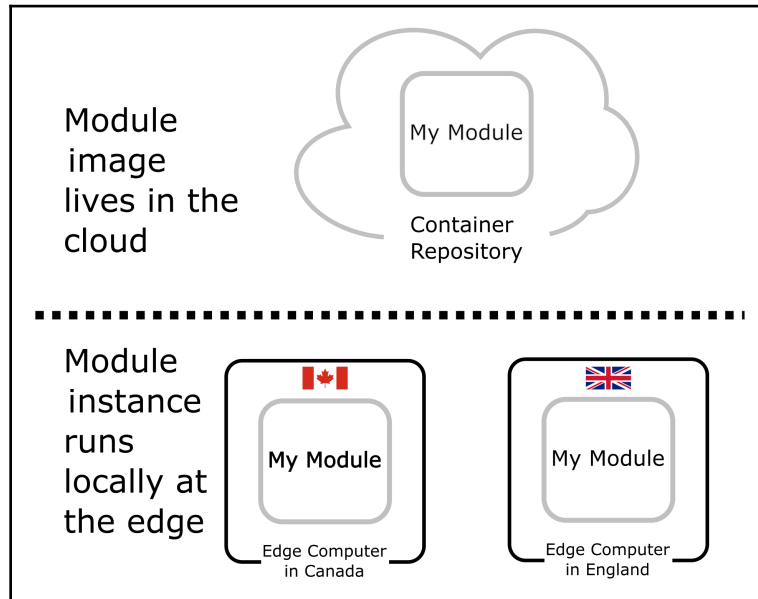 Module
image
lives in the
cloud
My Module
Container
Repository
Module
instance
runs
locally at
the edge
My Module
Edge Computer
in Canada
My Module
Edge Computer
in England